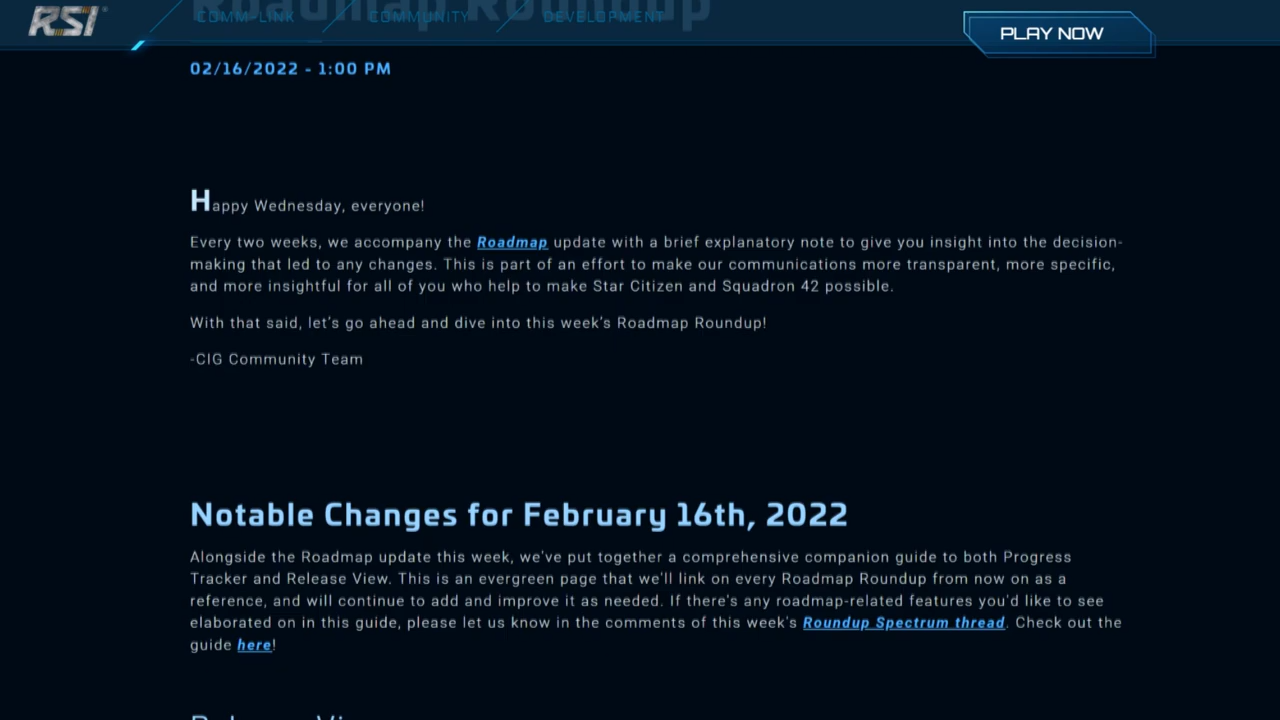 Roadmap Roundup
RSI
COMM-LINK
COMMUNITY
DEVELOPMENT
PLAY NOW
02/16/2022 - 1:00 PM
Happy Wednesday, everyone!
Every two weeks, we accompany the Roadmap update with a brief explanatory note to give you insight into the decision-
making that led to any changes. This is part of an effort to make our communications more transparent, more specific,
and more insightful for all of you who help to make Star Citizen and Squadron 42 possible.
With that said, let's go ahead and dive into this week's Roadmap Roundup!
-CIG Community Team
Notable Changes for February 16th, 2022
Alongside the Roadmap update this week, we've put together a comprehensive companion guide to both Progress
Tracker and Release View. This is an evergreen page that we'll link on every Roadmap Roundup from now on as a
reference, and will continue to add and improve it as needed. If there's any roadmap-related features you'd like to see
elaborated on in this guide, please let us know in the comments of this week's Roundup Spectrum thread. Check out the
guide here!